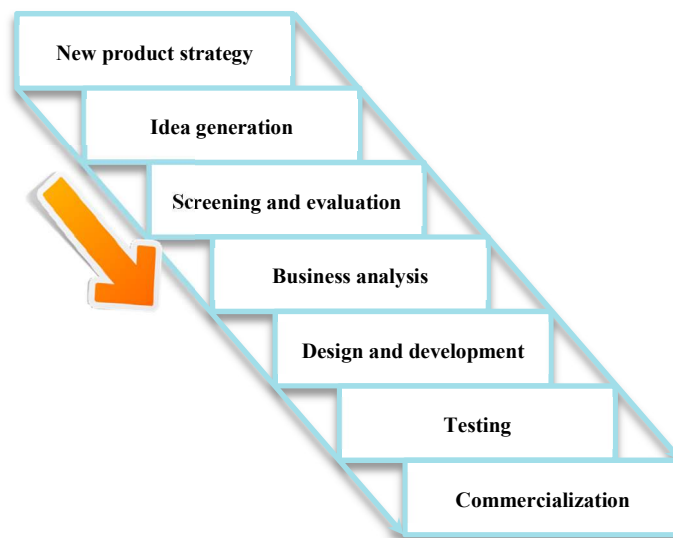 New product strategy
Idea generation
Screening and evaluation
Business analysis
Design and development
Testing
Commercialization